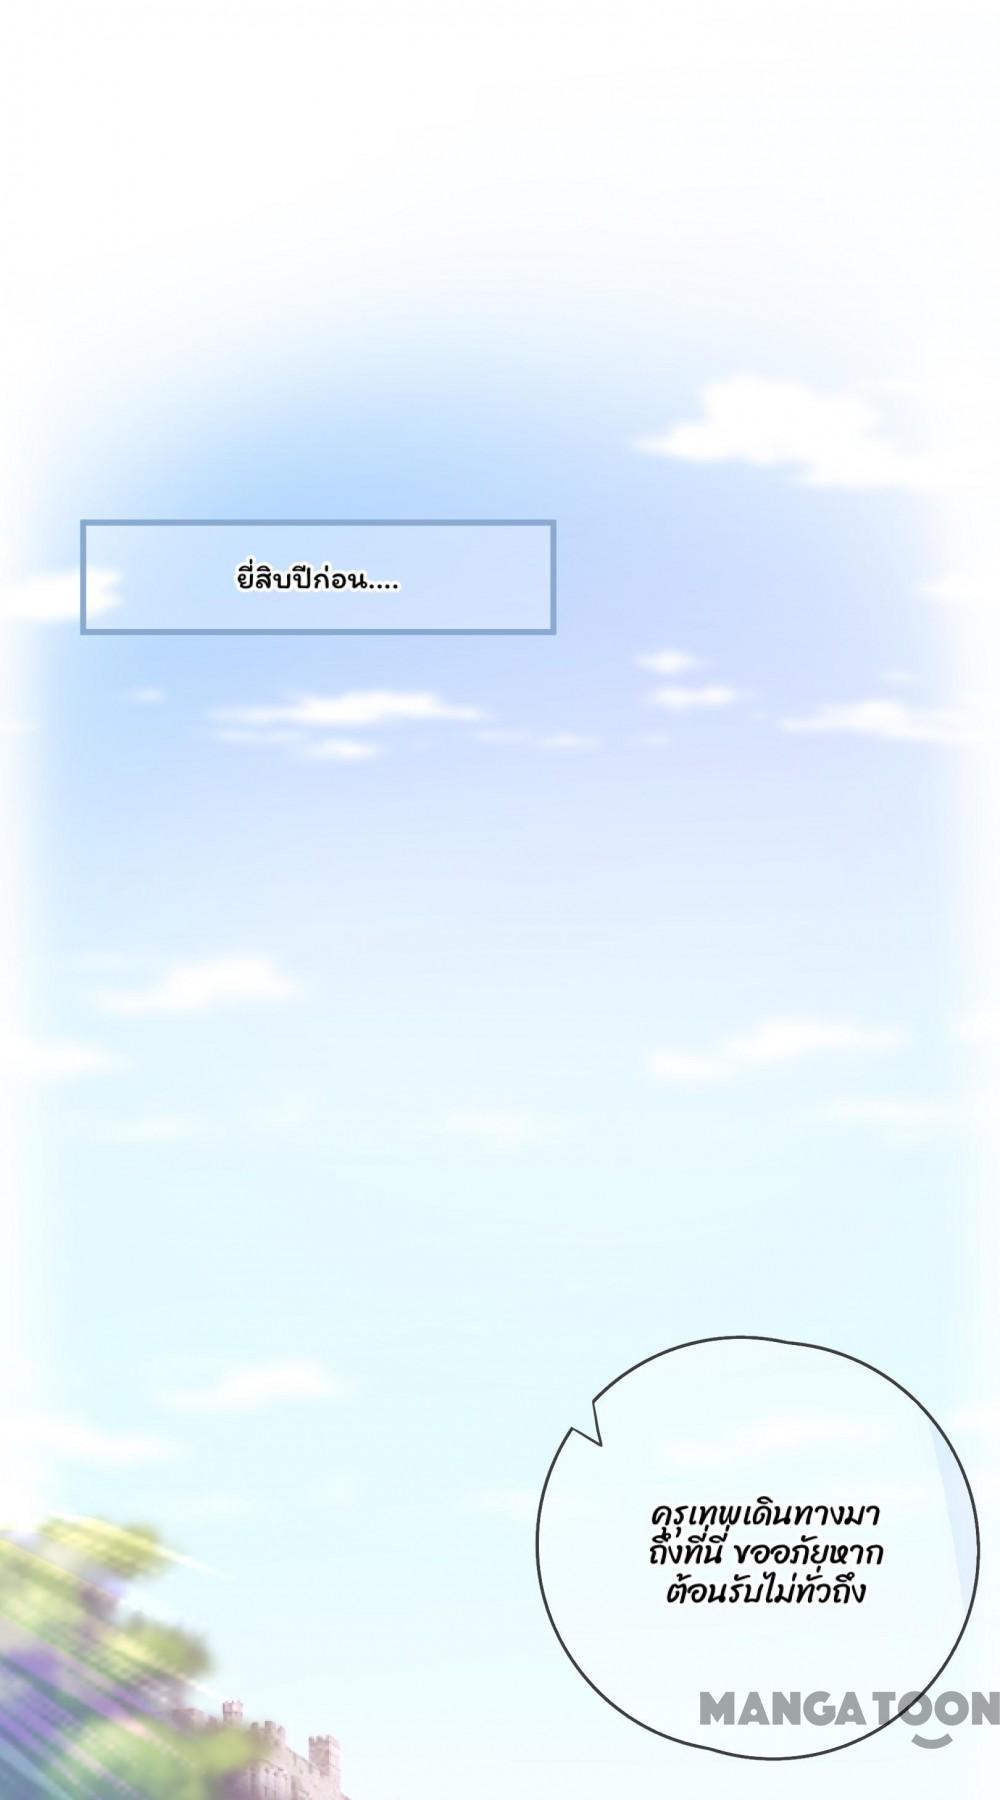 ยี่สิบปีก่อน....
คุรุเทพเดินทางมา
ถึงที่นี่ ขออภัยหาก
ต้อนรับไม่ทั่วถึง
MANGATOON